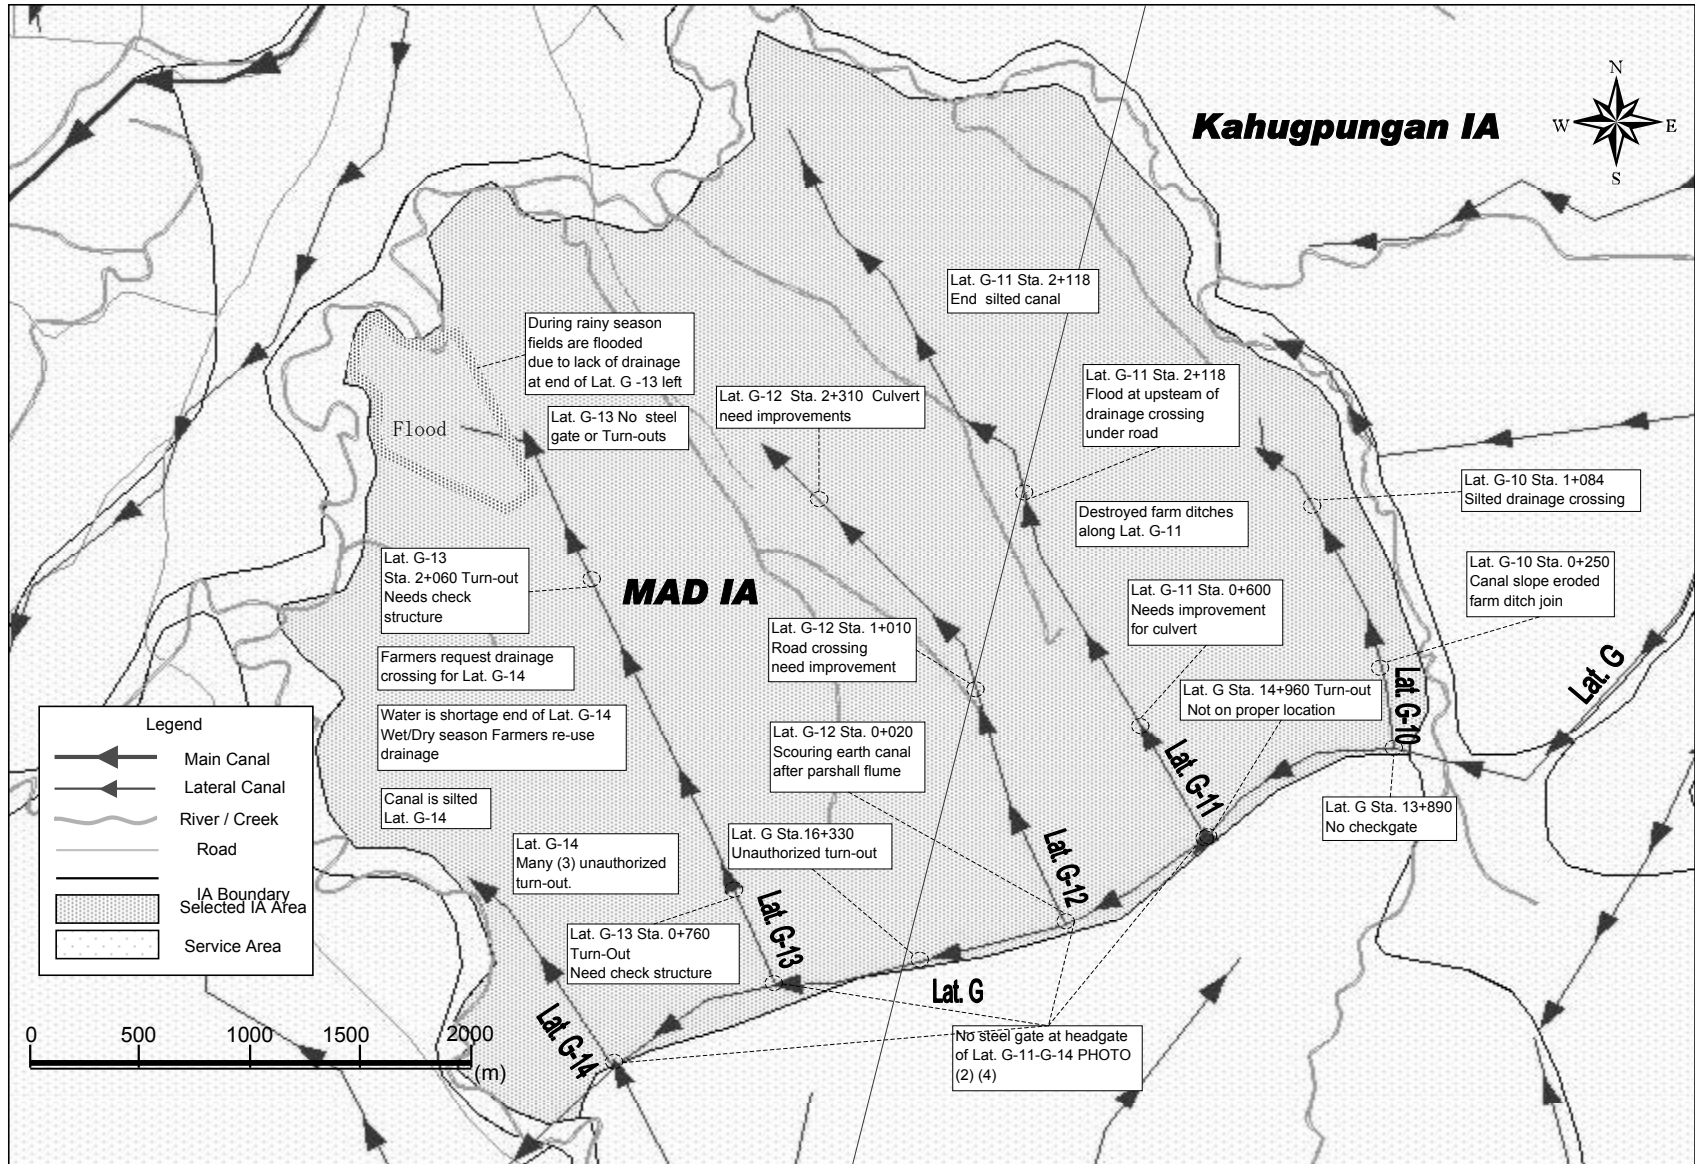 N
W E
S
Kahugpungan IA
Lat. G-11 Sta. 2+118
End silted canal
During rainy season
fields are flooded
due to lack of drainage
at end of Lat. G -13 left
Lat. G-11 Sta. 2+118
Flood at upsteam of
drainage crossing
under road
Lat. G-12 Sta. 2+310 Culvert
need improvements
Lat. G-13 No steel
gate or Turn-outs
Flood
Lat. G-10 Sta. 1+084
Silted drainage crossing
Destroyed farm ditches
along Lat. G-11
Lat. G-13
Sta. 2+060 Turn-out
Needs check
structure
MAD IA
Lat. G-10 Sta. 0+250
Canal slope eroded
farm ditch join
Lat. G-11 Sta. 0+600
Needs improvement
for culvert
Lat. G-12 Sta. 1+010
Road crossing
need improvement
Farmers request drainage
crossing for Lat. G-14
Lat. G
Lat. G-10
Lat. G Sta. 14+960 Turn-out
Not on proper location
Water is shortage end of Lat. G-14
Wet/Dry season Farmers re-use
drainage
Lat. G-12 Sta. 0+020
Scouring earth canal
after parshall flume
Lat. G-11
Canal is silted
Lat. G-14
Lat. G Sta. 13+890
No checkgate
Lat. G Sta.16+330
Unauthorized turn-out
Lat. G-14
Many (3) unauthorized
turn-out.
Lat. G-12
Lat. G-13
Lat. G-13 Sta. 0+760
Turn-Out
Need check structure
Lat. G
Lat. G-14
No steel gate at headgate
of Lat. G-11-G-14 PHOTO
(2) (4)
Legend
Main Canal
Lateral Canal
River / Creek
Road
IA Boundary
Selected IA Area
Service Area
0 500 1000 1500 2000
(m)